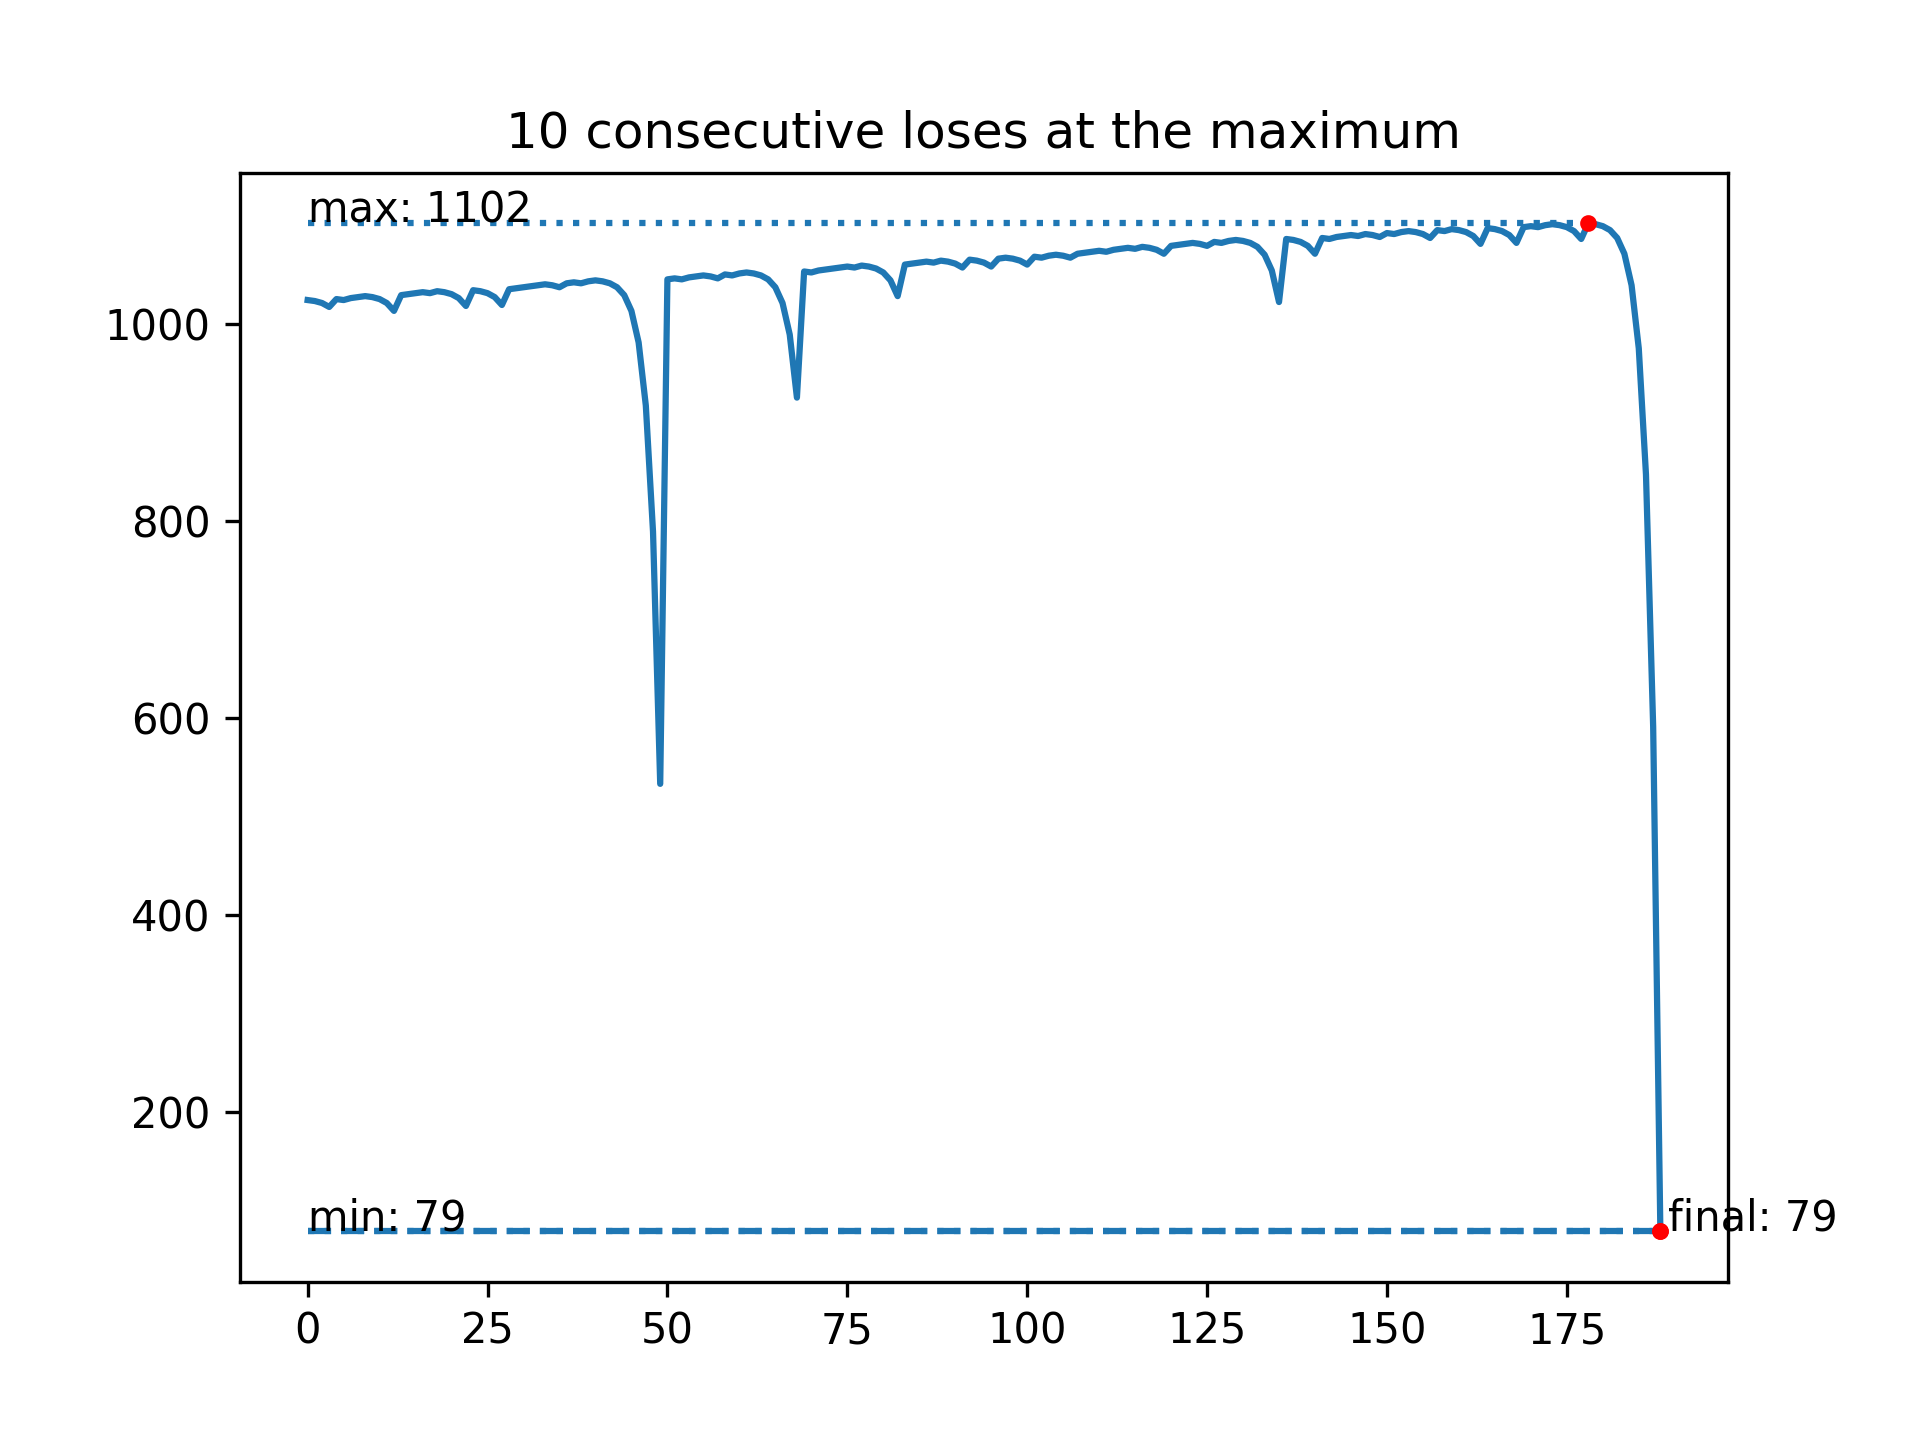 10 consecutive loses at the maximum
max: 1102
1000
800
600
400
200
min: 79
final: 79
0 25 50 75 100 125 150 175